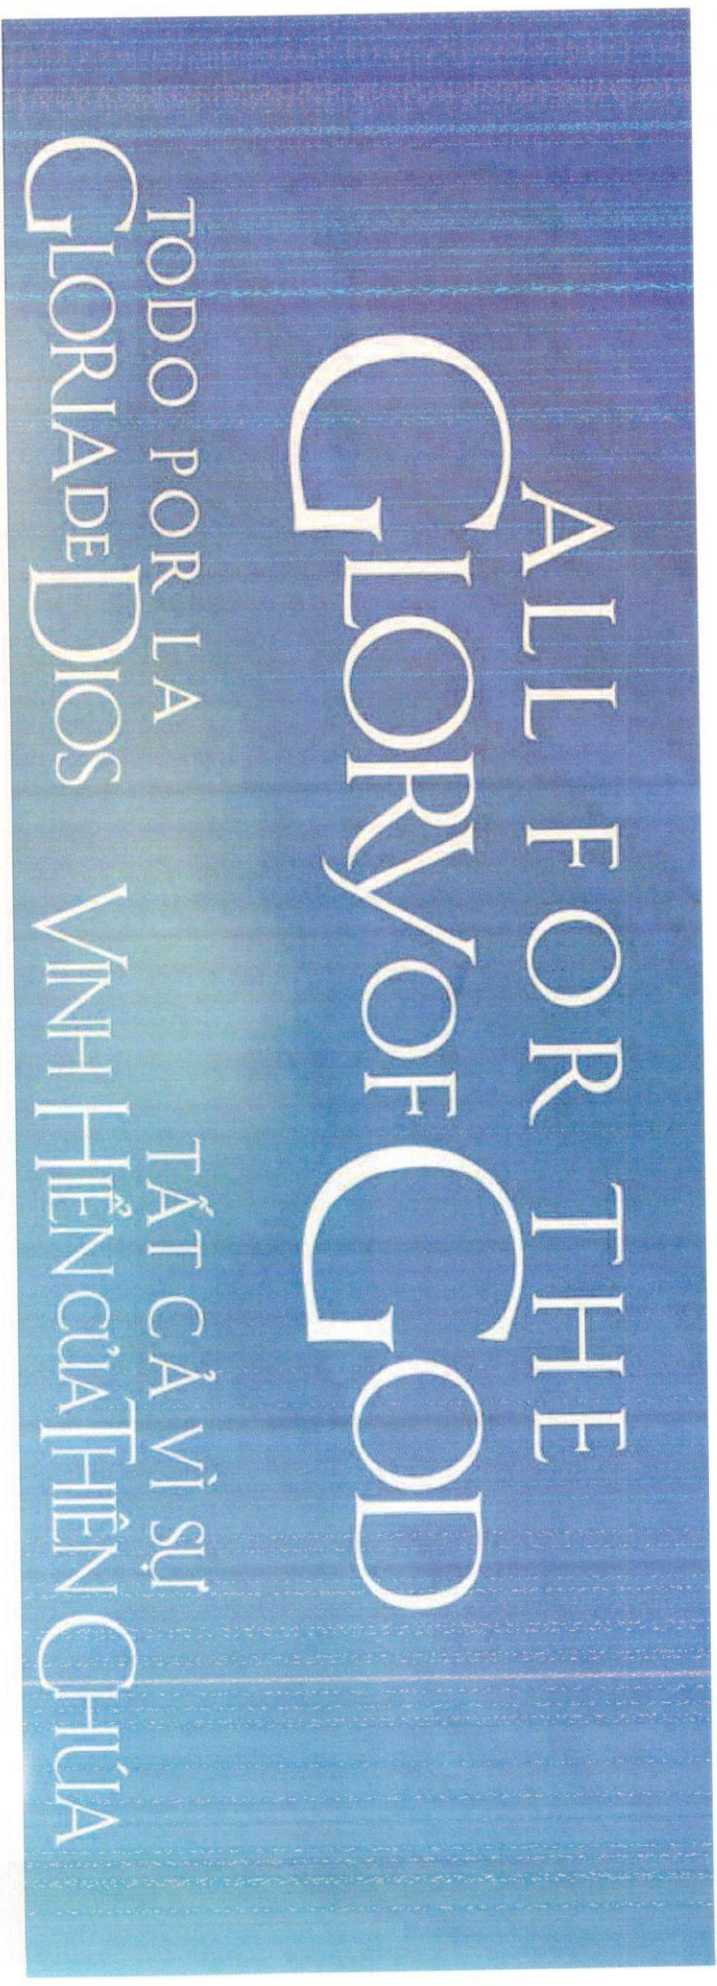 ALL FOR THE
GLORY OF GOD
TODO POR LA
GLORIA DE DIOS
TẤT CẢ VÌ SỰ
VINH HIỂN CỦA THIÊN CHÚA